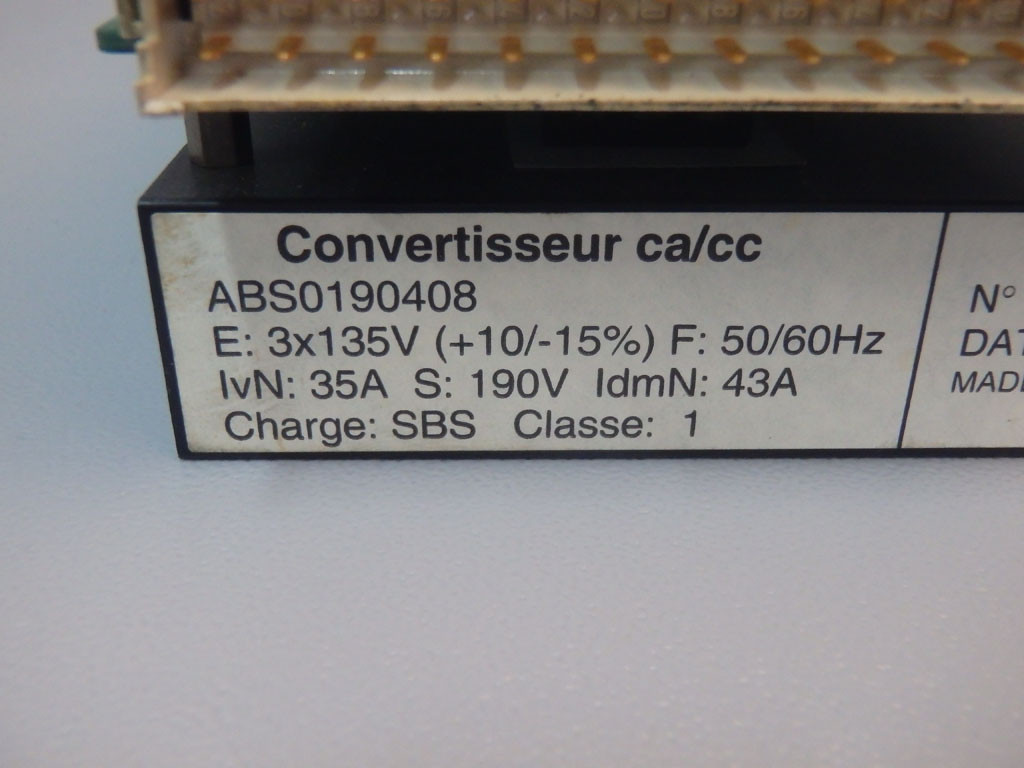 Convertisseur ca/cc
ABS0190408
E: 3x135V (+10/-15%) F: 50/60Hz
IvN: 35A S: 190V IdmN: 43A
Charge: SBS Classe: 1
N°